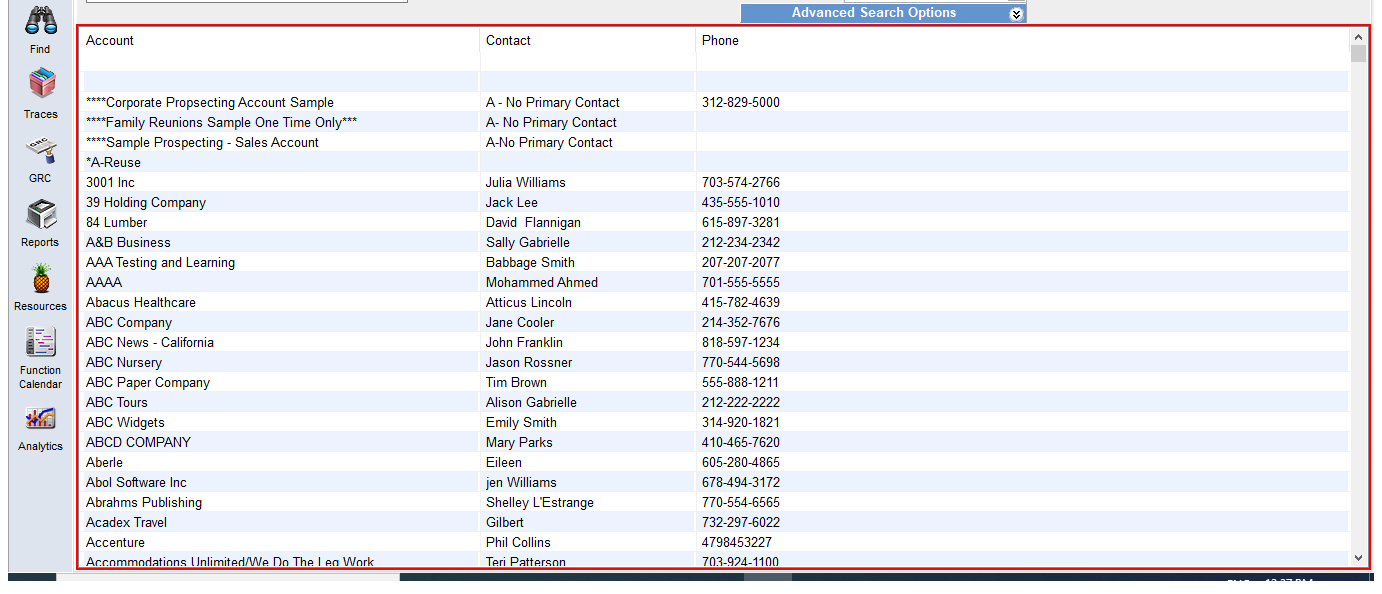 Advanced Search Options
Find
Traces
GRC
Reports
Resources
Function
Calendar
Analytics
Account Contact Phone
****Corporate Propsecting Account Sample A - No Primary Contact 312-829-5000
****Family Reunions Sample One Time Only*** A- No Primary Contact
****Sample Prospecting - Sales Account A-No Primary Contact
*A-Reuse
3001 Inc Julia Williams 703-574-2766
39 Holding Company Jack Lee 435-555-1010
84 Lumber David  Flannigan 615-897-3281
A&B Business Sally Gabrielle 212-234-2342
AAA Testing and Learning Babbage Smith 207-207-2077
AAAA Mohammed Ahmed 701-555-5555
Abacus Healthcare Atticus Lincoln 415-782-4639
ABC Company Jane Cooler 214-352-7676
ABC News - California John Franklin 818-597-1234
ABC Nursery Jason Rossner 770-544-5698
ABC Paper Company Tim Brown 555-888-1211
ABC Tours Alison Gabrielle 212-222-2222
ABC Widgets Emily Smith 314-920-1821
ABCD COMPANY Mary Parks 410-465-7620
Aberle Eileen 605-280-4865
Abol Software Inc jen Williams 678-494-3172
Abrahms Publishing Shelley L'Estrange 770-554-6565
Acadex Travel Gilbert 732-297-6022
Accenture Phil Collins 4798453227
Accommodations Unlimited/We Do The Leg Work Teri Patterson 703-924-1100